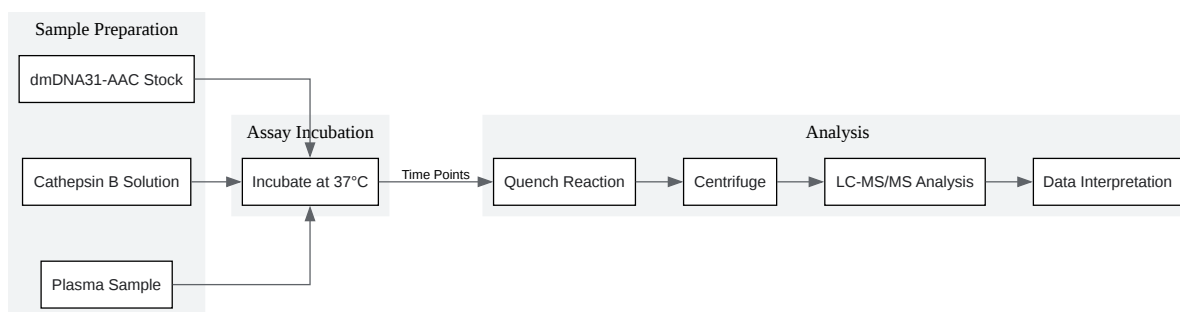 Sample Preparation
dmDNA31-AAC Stock
Cathepsin B Solution
Plasma Sample
Assay Incubation
Incubate at 37°C
Time Points
Analysis
Quench Reaction
Centrifuge
LC-MS/MS Analysis
Data Interpretation